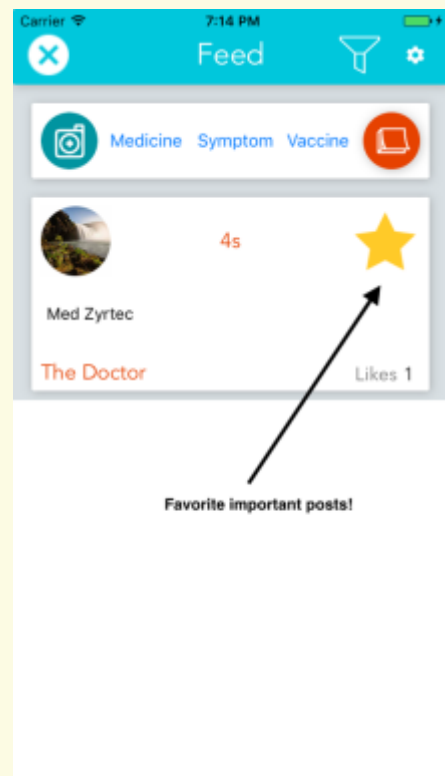 Carrier 7:14 PM
Feed
Medicine Symptom Vaccine
4s
Med Zyrtec
The Doctor Likes 1
Favorite important posts!